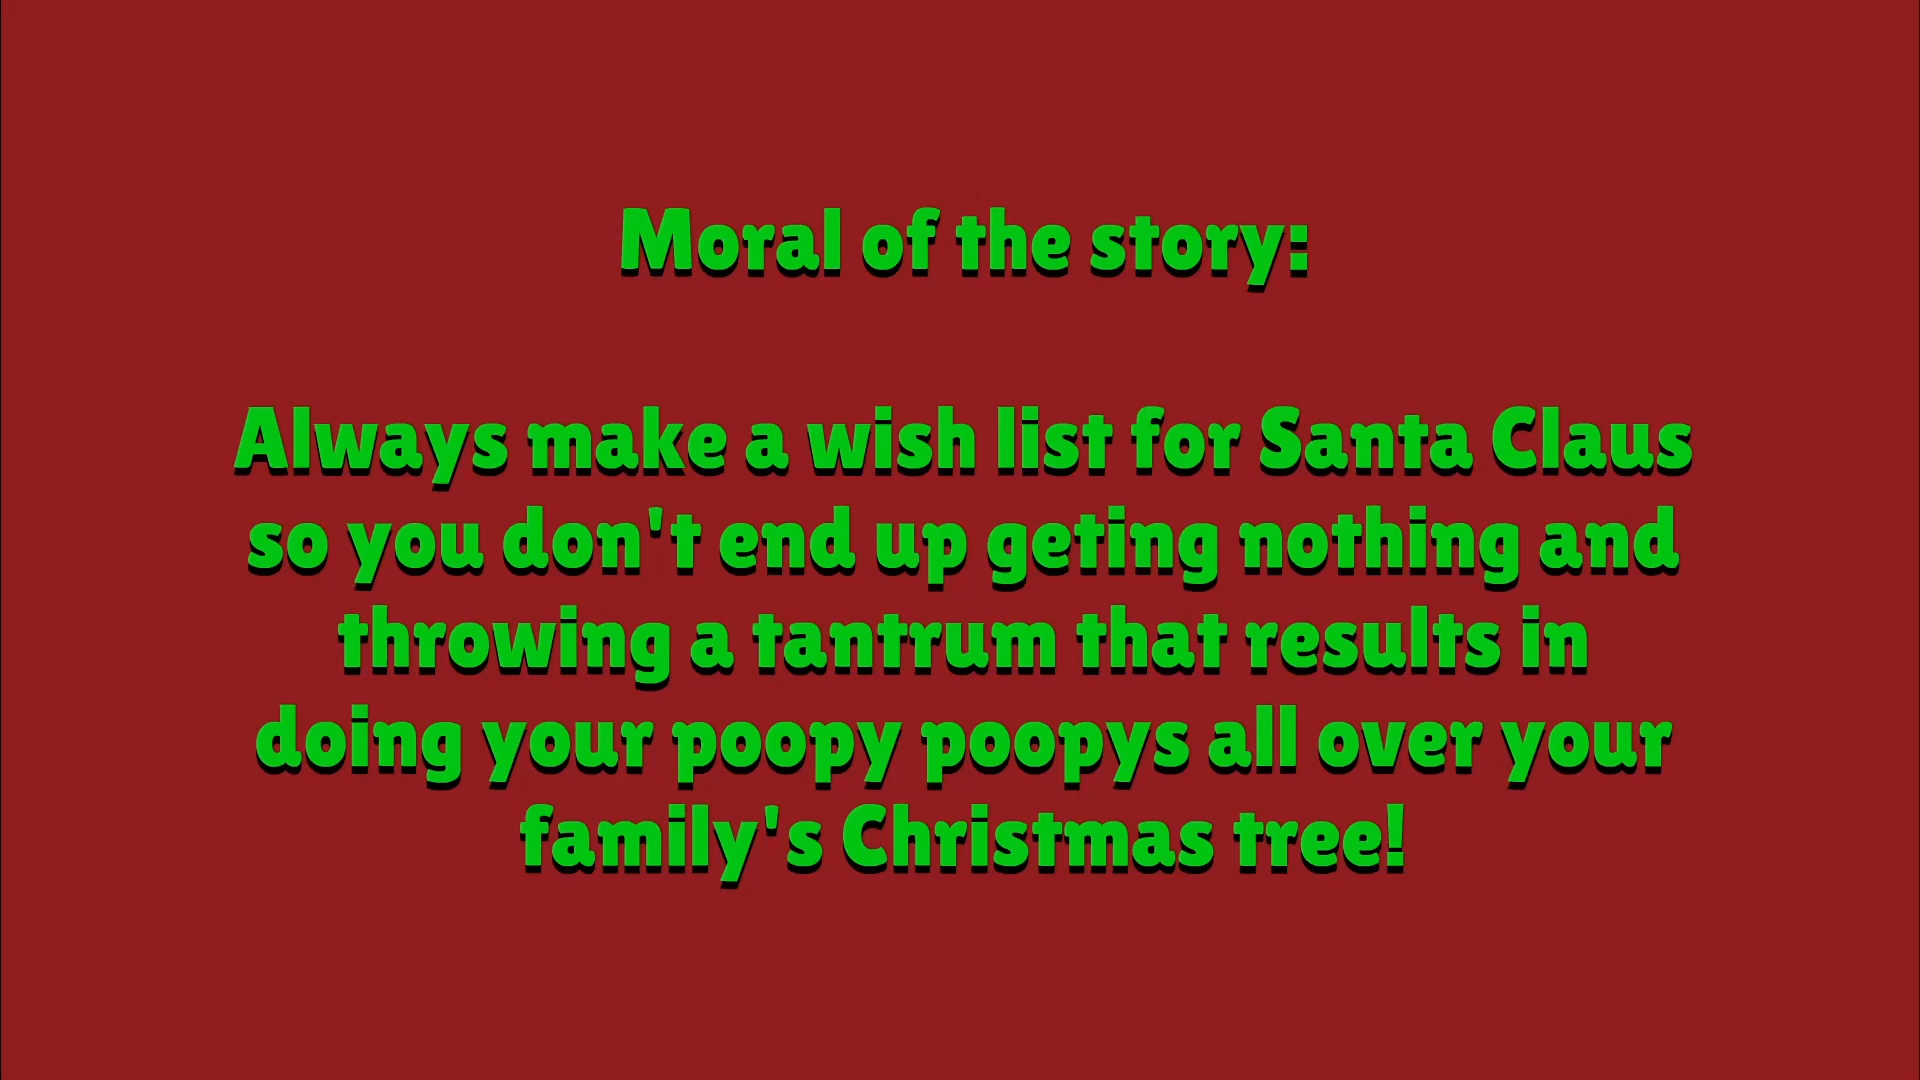 Moral of the story:
Always make a wish list for Santa Claus
so you don't end up geting nothing and
throwing a tantrum that results in
doing your poopy poopys all over your
family's Christmas tree!